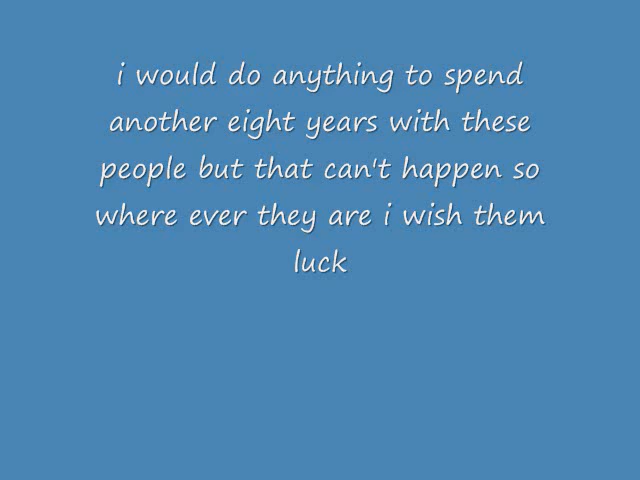 i would do anything to spend
another eight years with these
people but that can't happen so
where ever they are i wish them
luck